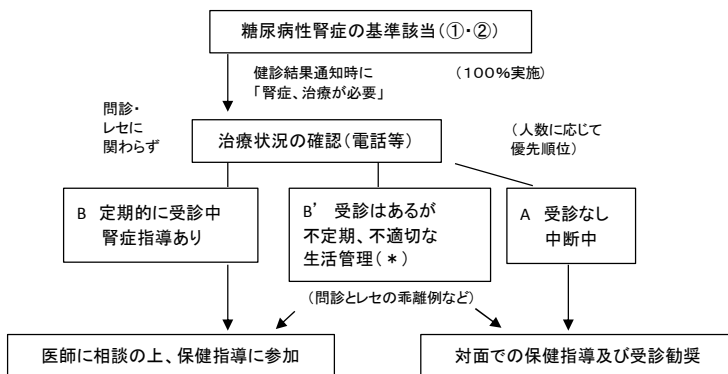 糖尿病性腎症の基準該当（①・②）
健診結果通知時に （100%実施）
「腎症、治療が必要」
問診・
レセに
関わらず
治療状況の確認（電話等）
（人数に応じて
優先順位）
B 定期的に受診中
腎症指導あり
B’ 受診はあるが
不定期、不適切な
生活管理（＊）
A 受診なし
中断中
（問診とレセの乖離例など）
医師に相談の上、保健指導に参加
対面での保健指導及び受診勧奨